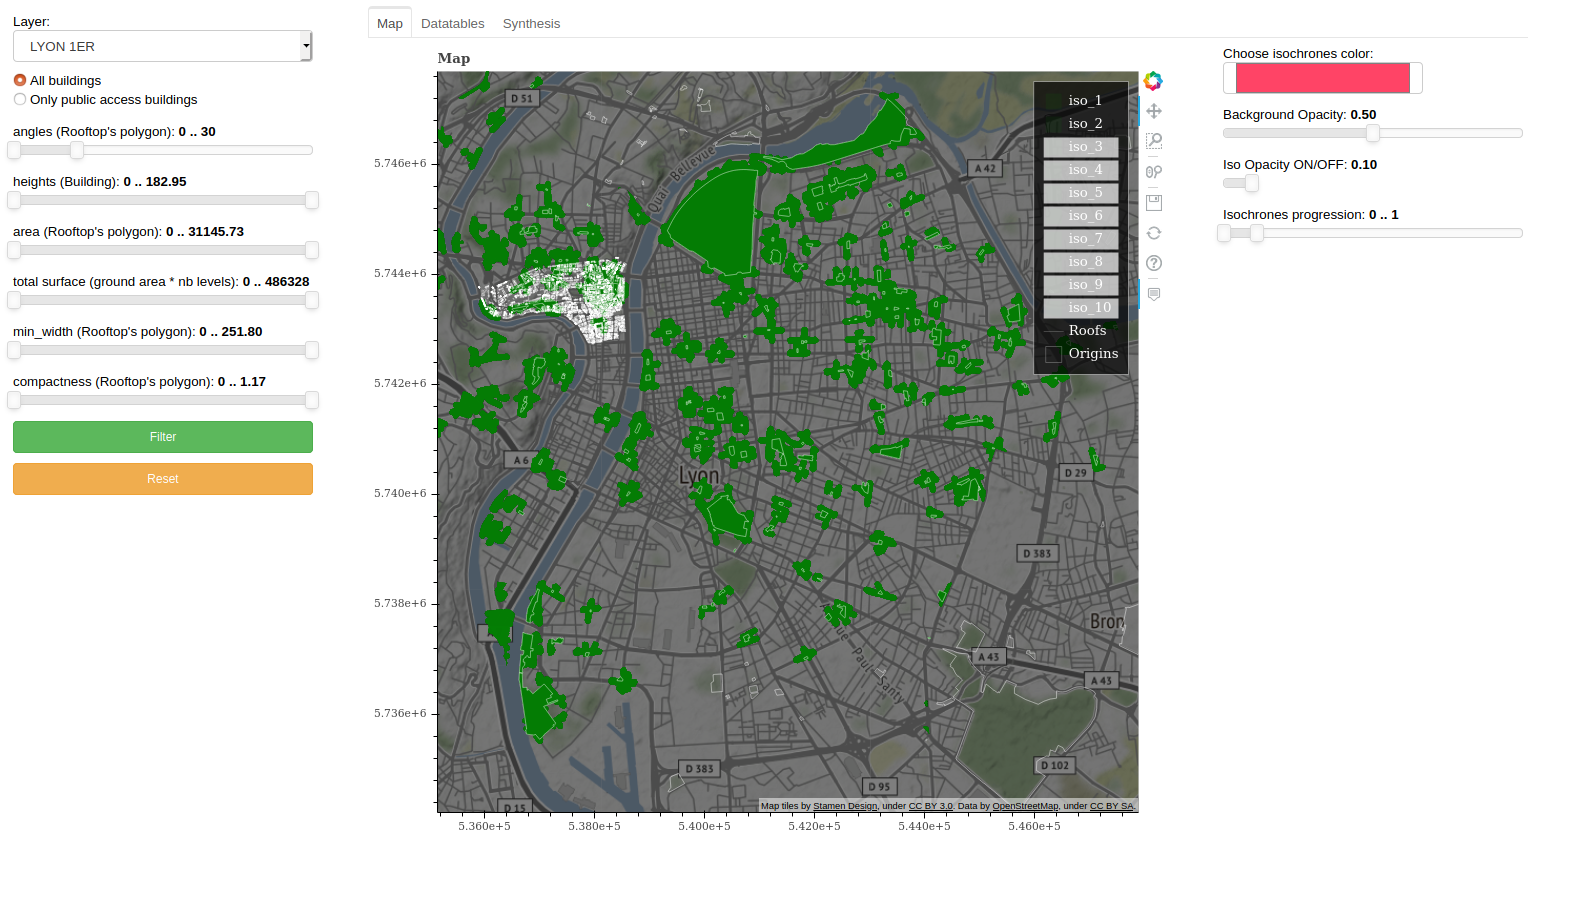 Layer:
LYON 1ER
All buildings
Only public access buildings
angles (Rooftop's polygon): 0 .. 30
heights (Building): 0 .. 182.95
area (Rooftop's polygon): 0 .. 31145.73
total surface (ground area * nb levels): 0 .. 486328
min_width (Rooftop's polygon): 0 .. 251.80
compactness (Rooftop's polygon): 0 .. 1.17
Filter
Reset
Map
Datatables
Synthesis
Map
5.746e+6
5.744e+6
5.742e+6
5.740e+6
5.738e+6
5.736e+6
5.360e+5
5.380e+5
5.400e+5
5.420e+5
5.440e+5
5.460e+5
D 51
Quai Bellevue
A 42
A 6
Lyon
D 29
D 383
Bron
Paul Santy
A 43
A 43
D 383
D 102
D 95
D 15
iso_1
iso_2
iso_3
iso_4
iso_5
iso_6
iso_7
iso_8
iso_9
iso_10
Roofs
Origins
Map tiles by Stamen Design, under CC BY 3.0. Data by OpenStreetMap, under CC BY SA.
Choose isochrones color:
Background Opacity: 0.50
Iso Opacity ON/OFF: 0.10
Isochrones progression: 0 .. 1